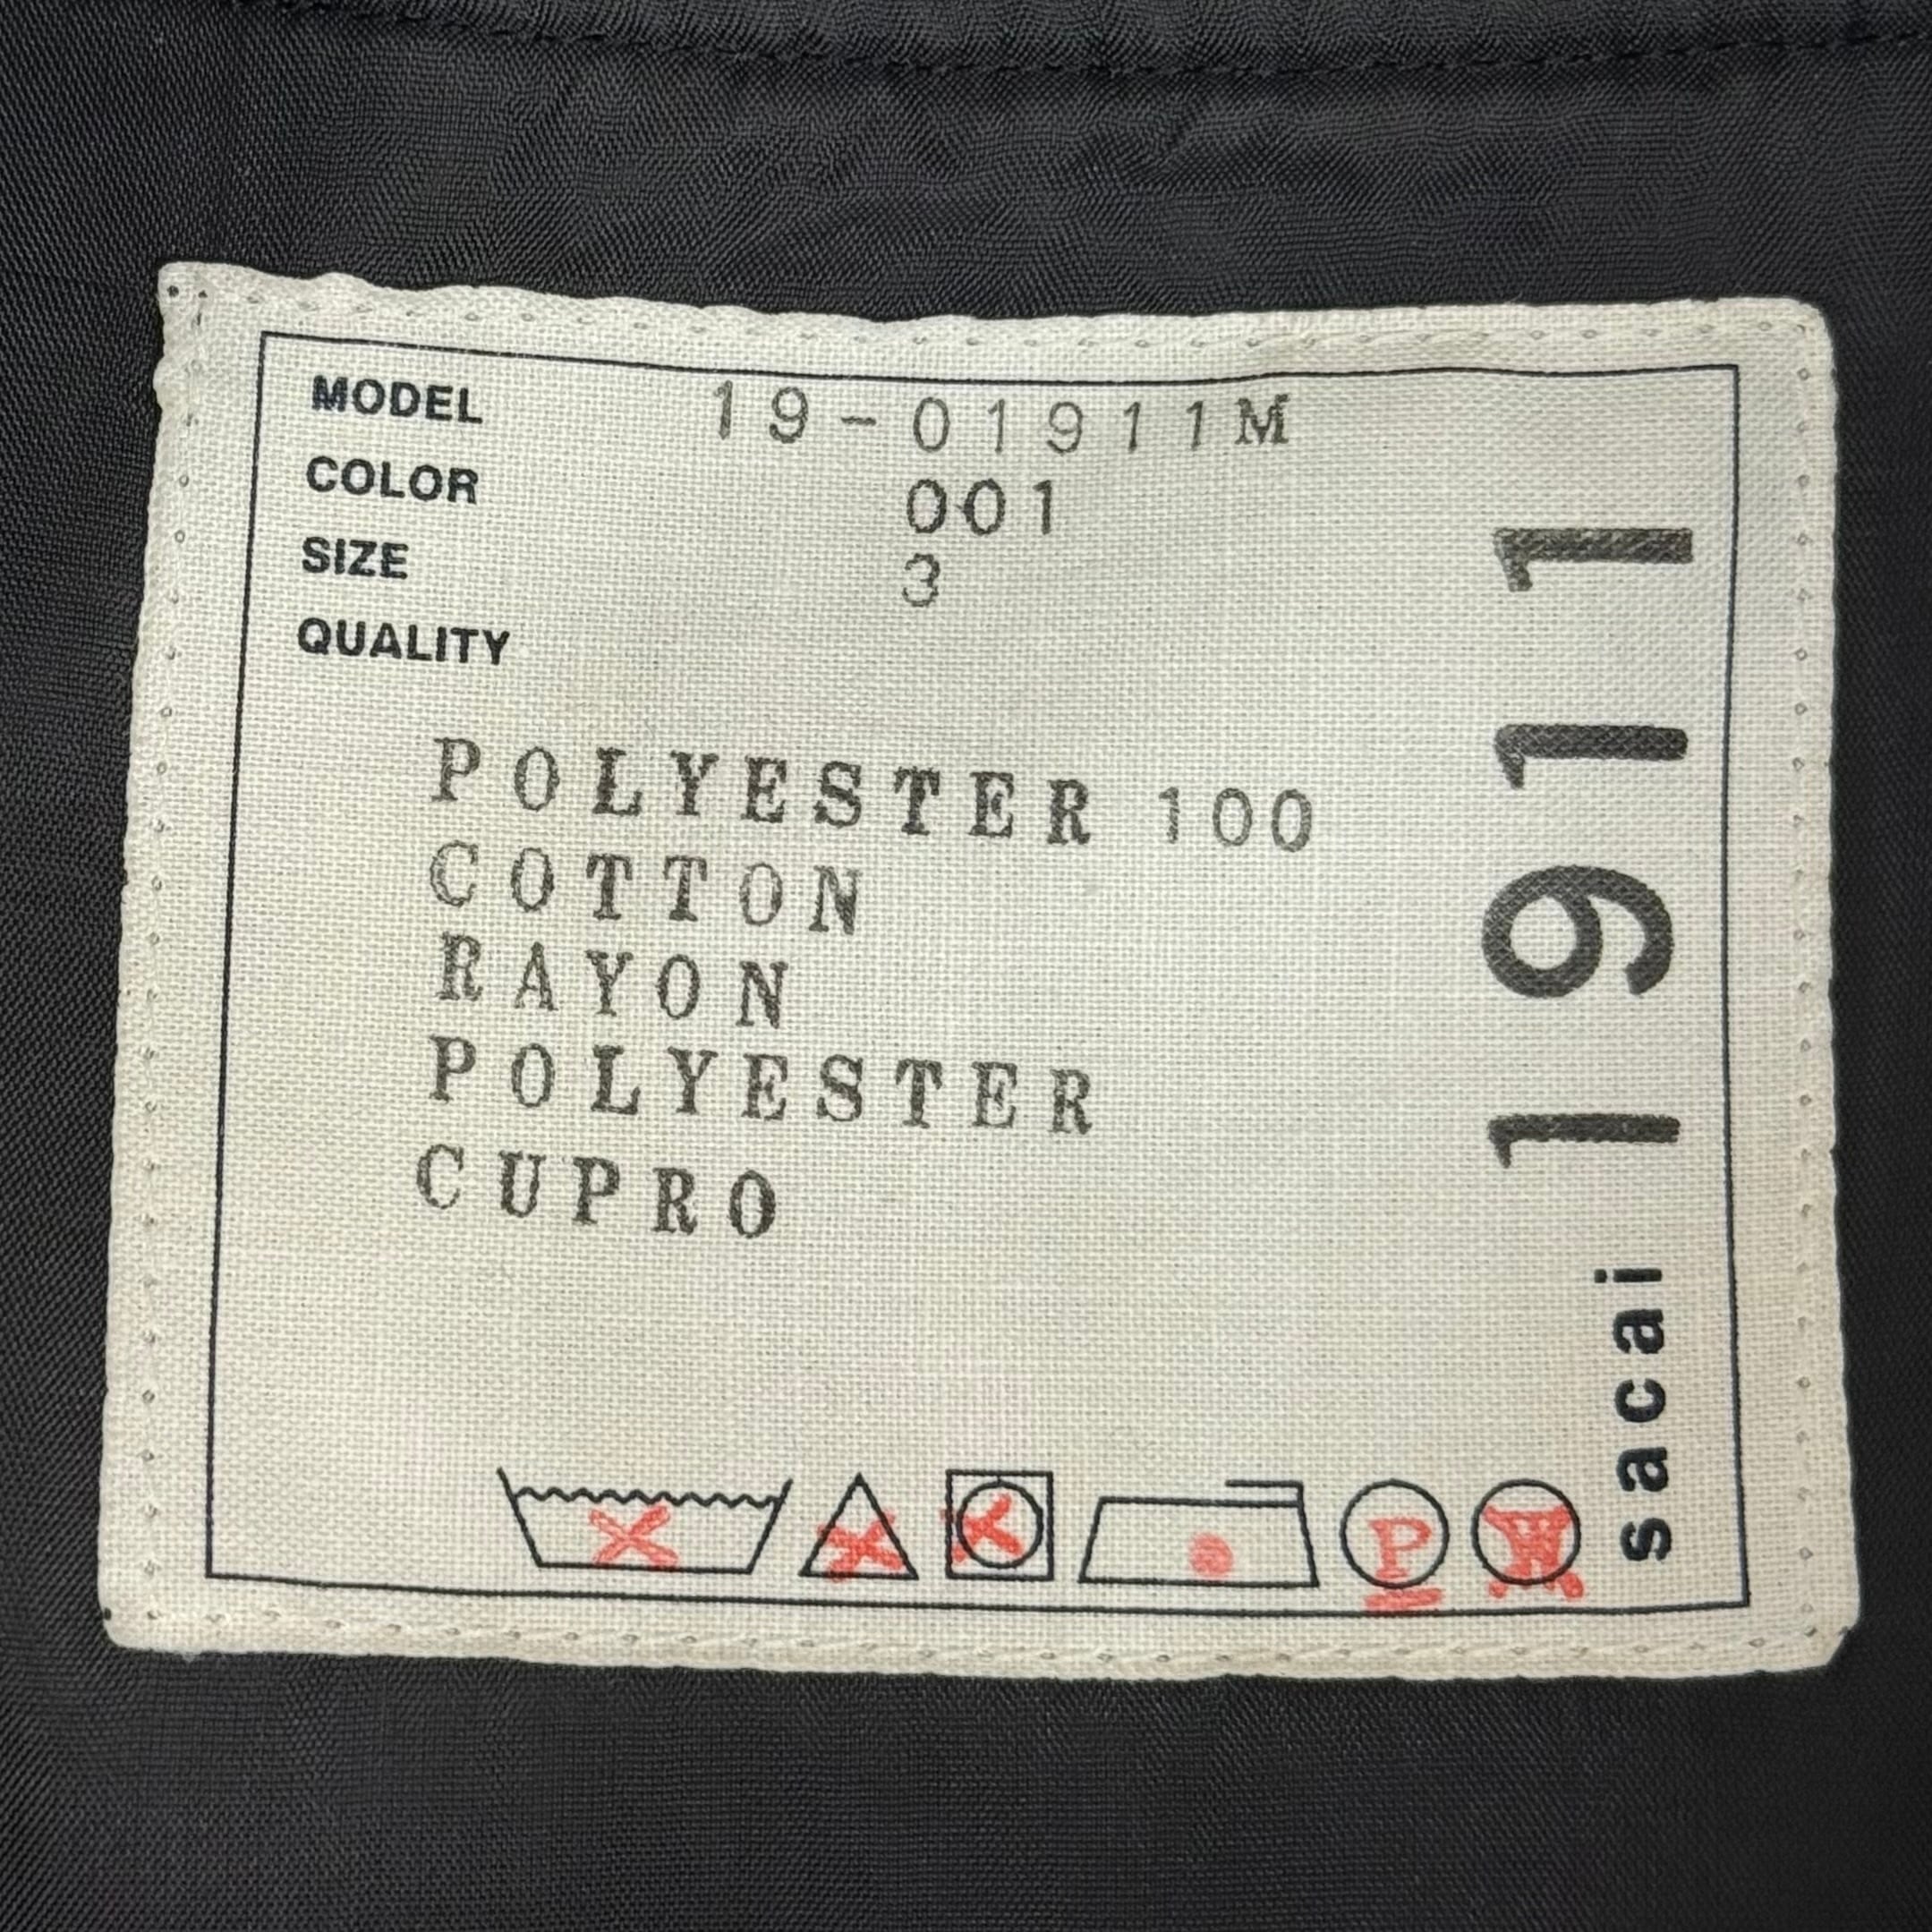 MODEL 19-01911M
COLOR 001
SIZE 3
QUALITY
POLYESTER 100
COTTON
RAYON
POLYESTER
CUPRO
P W
sacai 1911